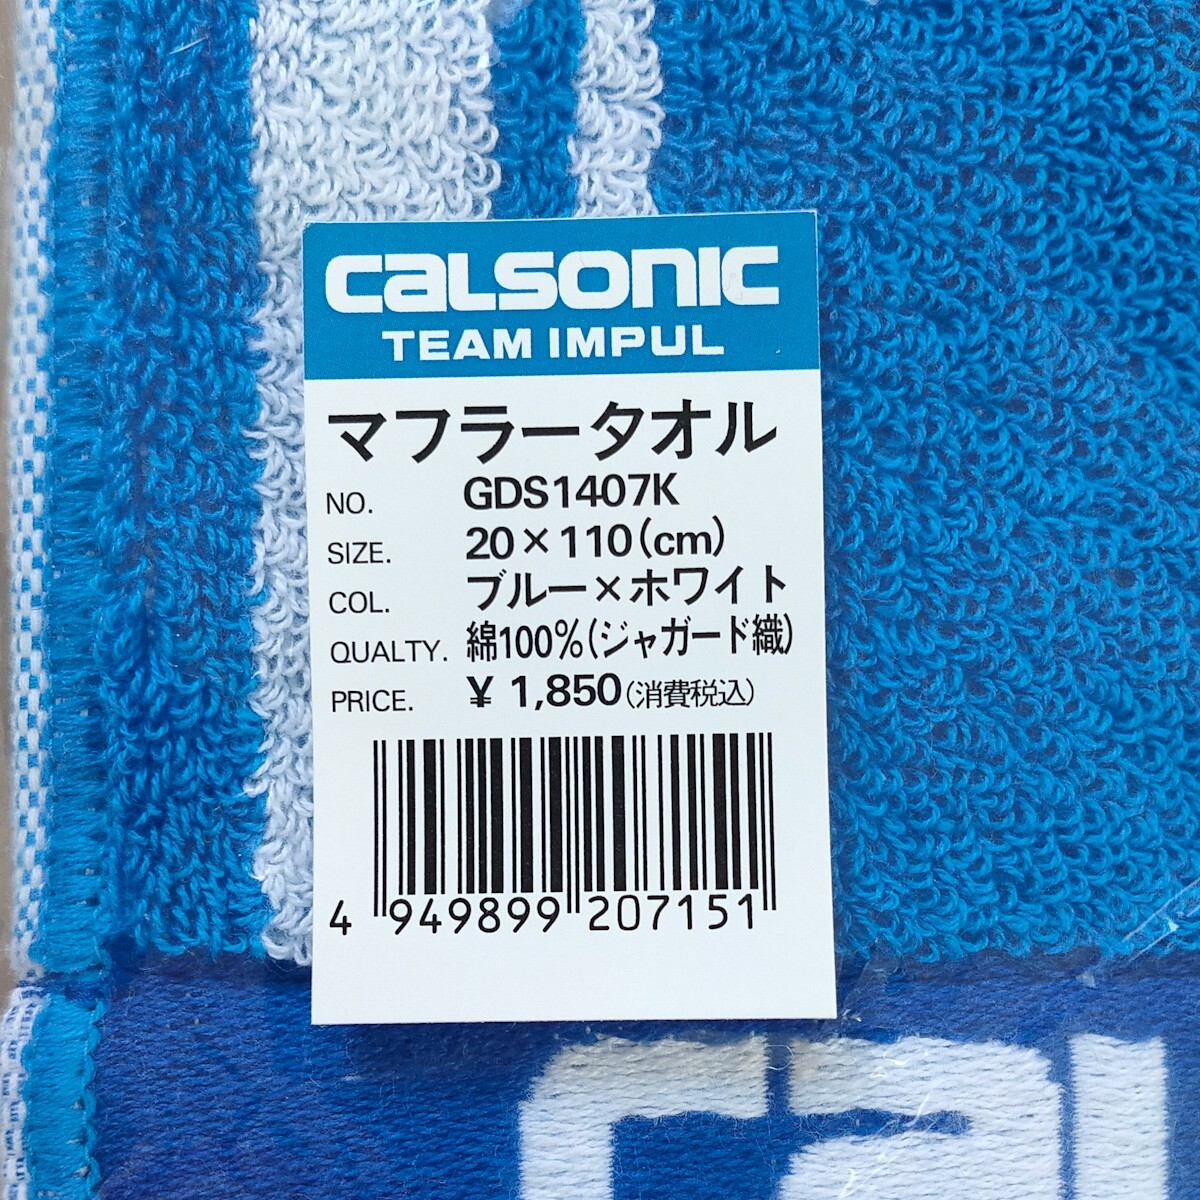 CALSONIC
TEAM IMPUL
マフラータオル
NO. GDS1407K
SIZE. 20×110(cm)
COL. ブルー×ホワイト
QUALTY. 綿100%(ジャガード織)
PRICE. ¥ 1,850(消費税込)
4 949899 207151
cal